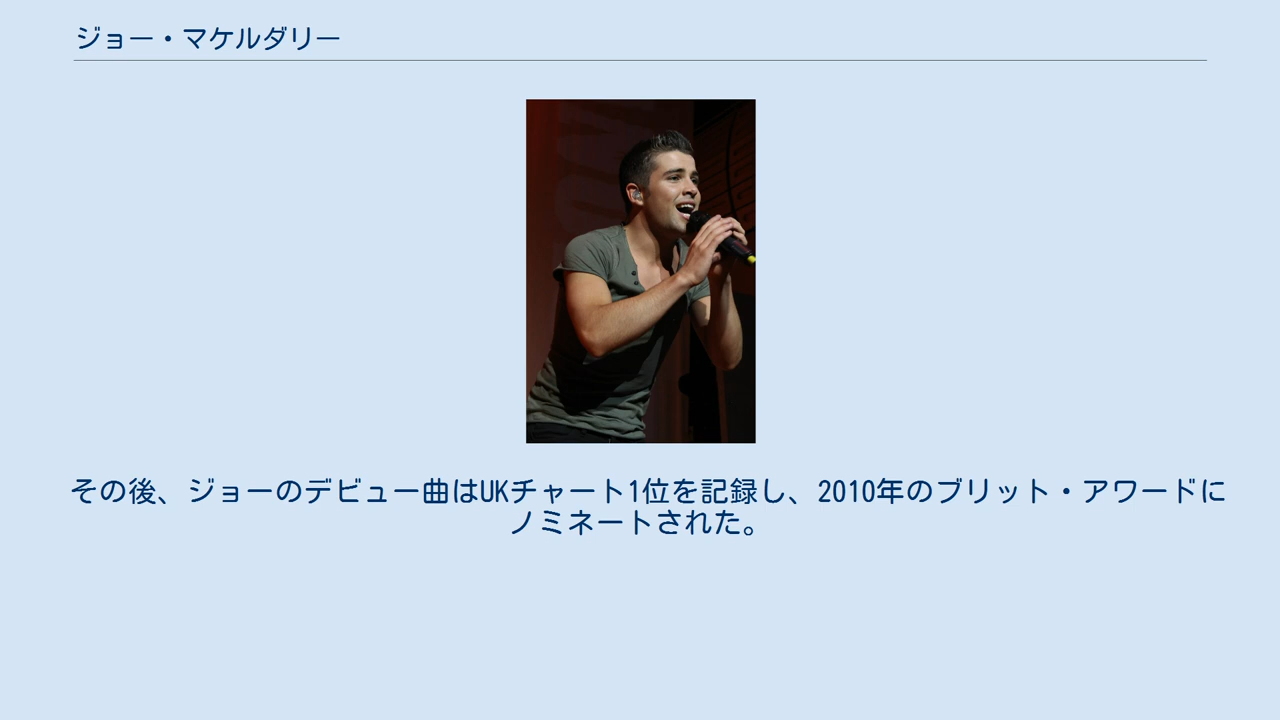 ジョー・マケルダリー
その後、ジョーのデビュー曲はUKチャート1位を記録し、2010年のブリット・アワードに
ノミネートされた。